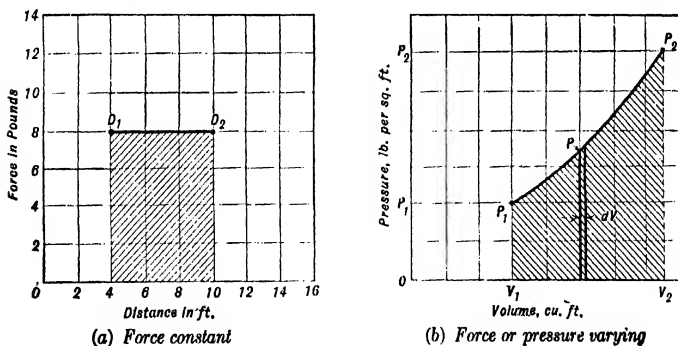 14
12
10
8
6
4
2
0
Force in Pounds
D1
D2
0 2 4 6 8 10 12 14 16
Distance in ft.
(a) Force constant
Pressure, lb. per sq. ft.
P2
P1
0
P2
P
P1
dV
V1
V2
Volume, cu. ft.
(b) Force or pressure varying